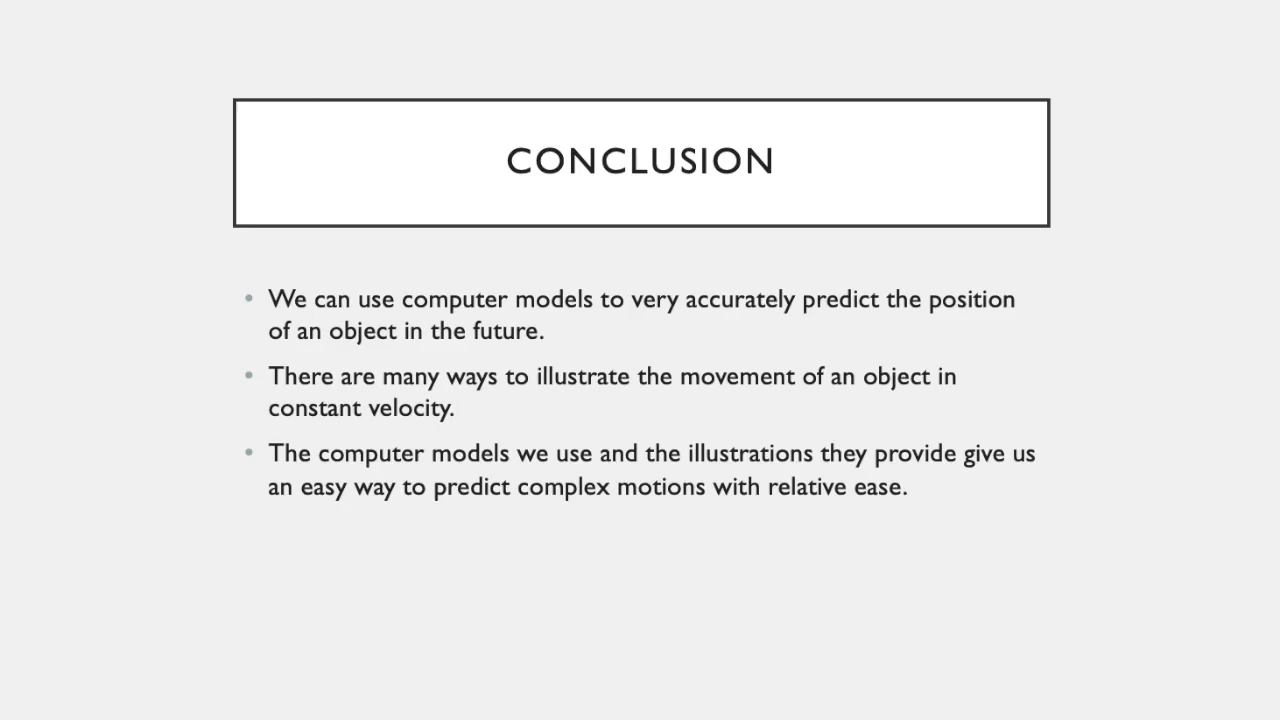 CONCLUSION
• We can use computer models to very accurately predict the position
of an object in the future.
• There are many ways to illustrate the movement of an object in
constant velocity.
• The computer models we use and the illustrations they provide give us
an easy way to predict complex motions with relative ease.